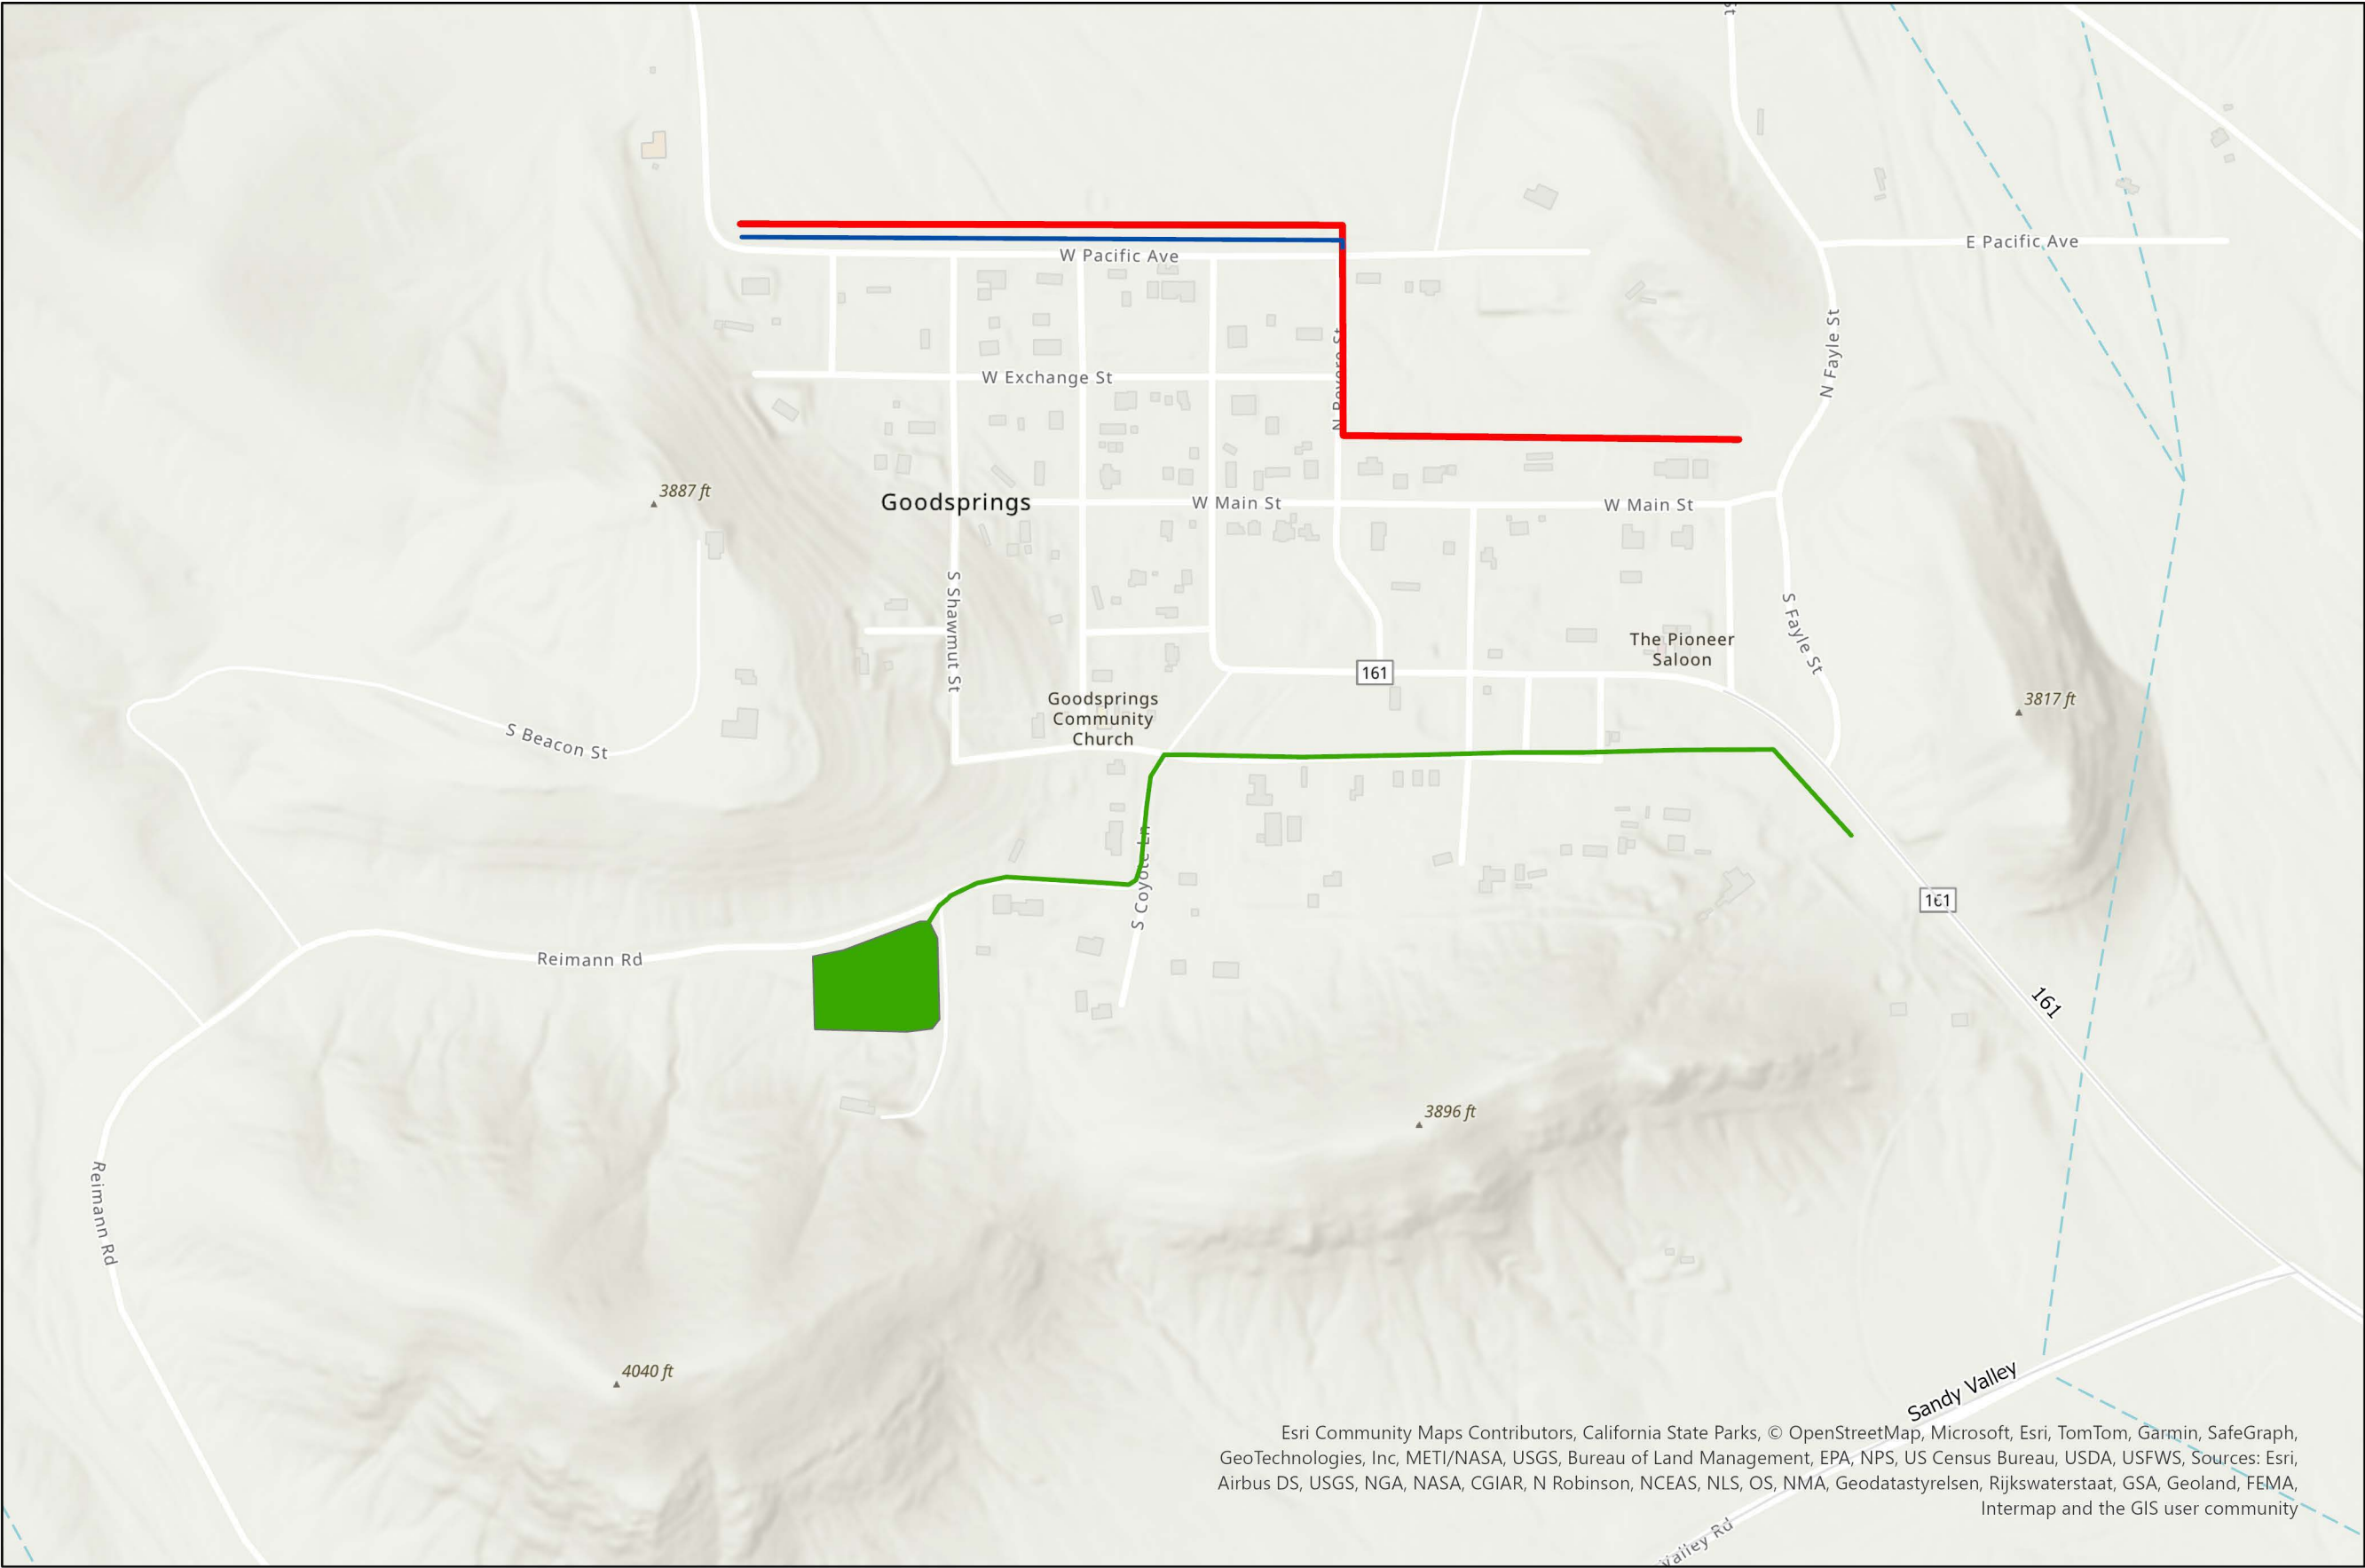 St
W Pacific Ave
E Pacific Ave
N Fayle St
W Exchange St
N Revere St
3887 ft
Goodsprings
W Main St
W Main St
S Shawmut St
S Fayle St
The Pioneer
Saloon
161
Goodsprings
Community
Church
3817 ft
S Beacon St
S Coyote Ln
161
Reimann Rd
161
3896 ft
Reimann Rd
4040 ft
Sandy Valley
Valley Rd
Esri Community Maps Contributors, California State Parks, © OpenStreetMap, Microsoft, Esri, TomTom, Garmin, SafeGraph,
GeoTechnologies, Inc, METI/NASA, USGS, Bureau of Land Management, EPA, NPS, US Census Bureau, USDA, USFWS, Sources: Esri,
Airbus DS, USGS, NGA, NASA, CGIAR, N Robinson, NCEAS, NLS, OS, NMA, Geodatastyrelsen, Rijkswaterstaat, GSA, Geoland, FEMA,
Intermap and the GIS user community